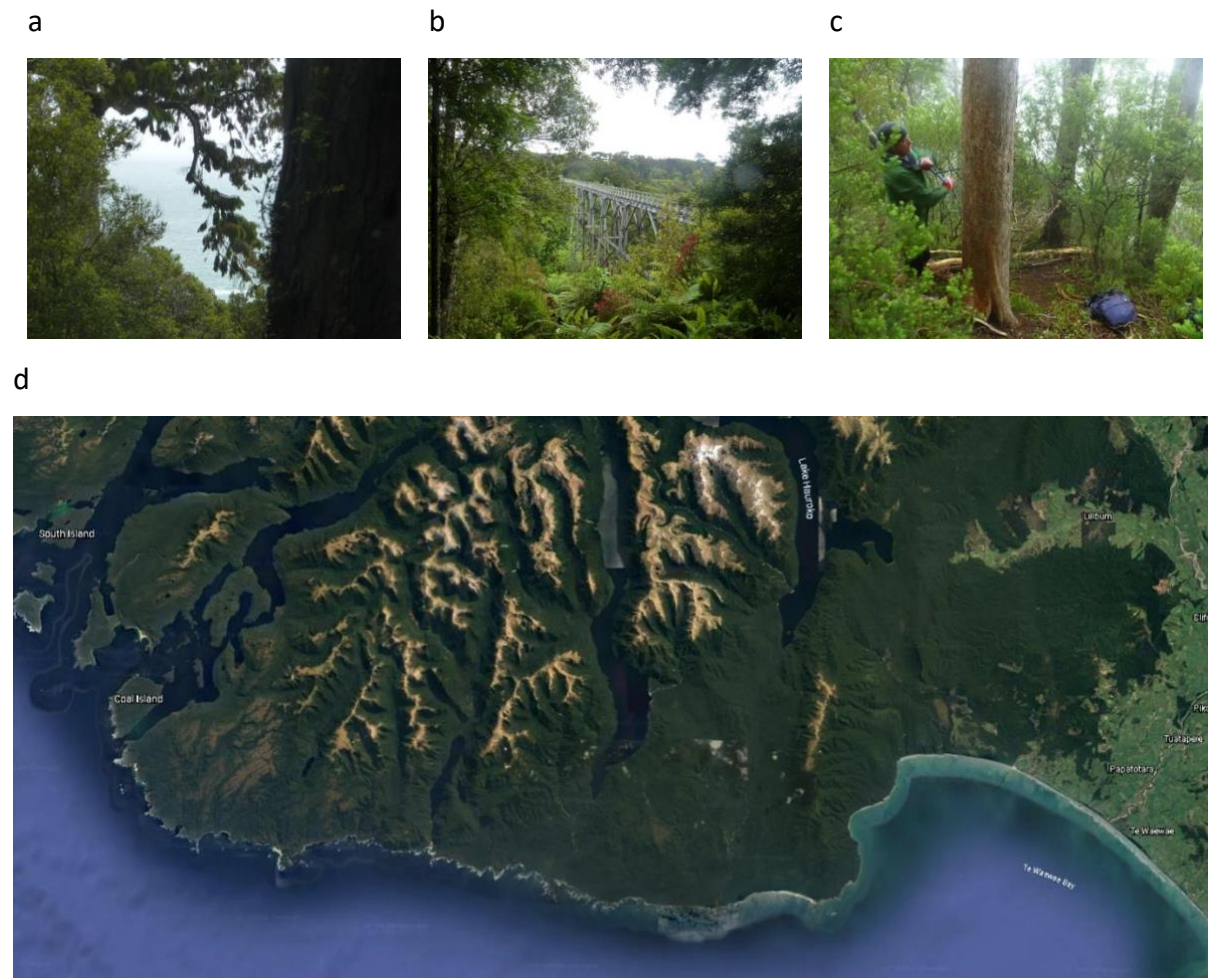 a
b
c
d
Lake Hauroko
Lillburn
South Island
Coal Island
Tuatapere
Papatotara
Te Waewae
Te Waewae Bay